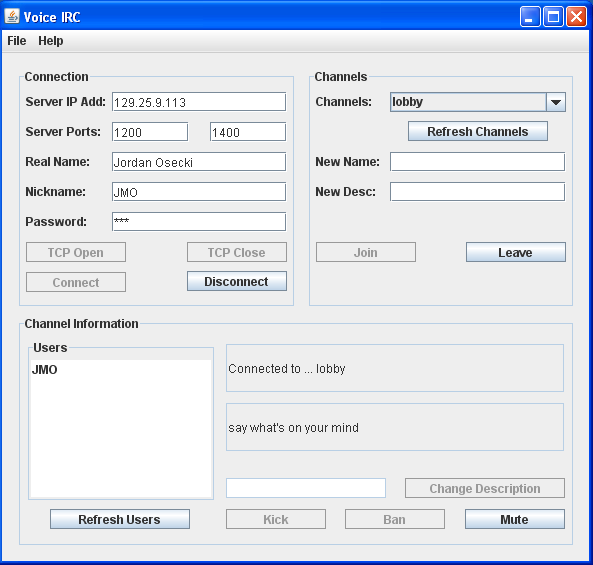 Voice IRC
File Help
Connection
Server IP Add: 129.25.9.113
Server Ports: 1200 1400
Real Name: Jordan Osecki
Nickname: JMO
Password: ***
TCP Open TCP Close
Connect Disconnect
Channels
Channels: lobby
Refresh Channels
New Name:
New Desc:
Join Leave
Channel Information
Users
JMO
Connected to ... lobby
say what's on your mind
Change Description
Refresh Users Kick Ban Mute